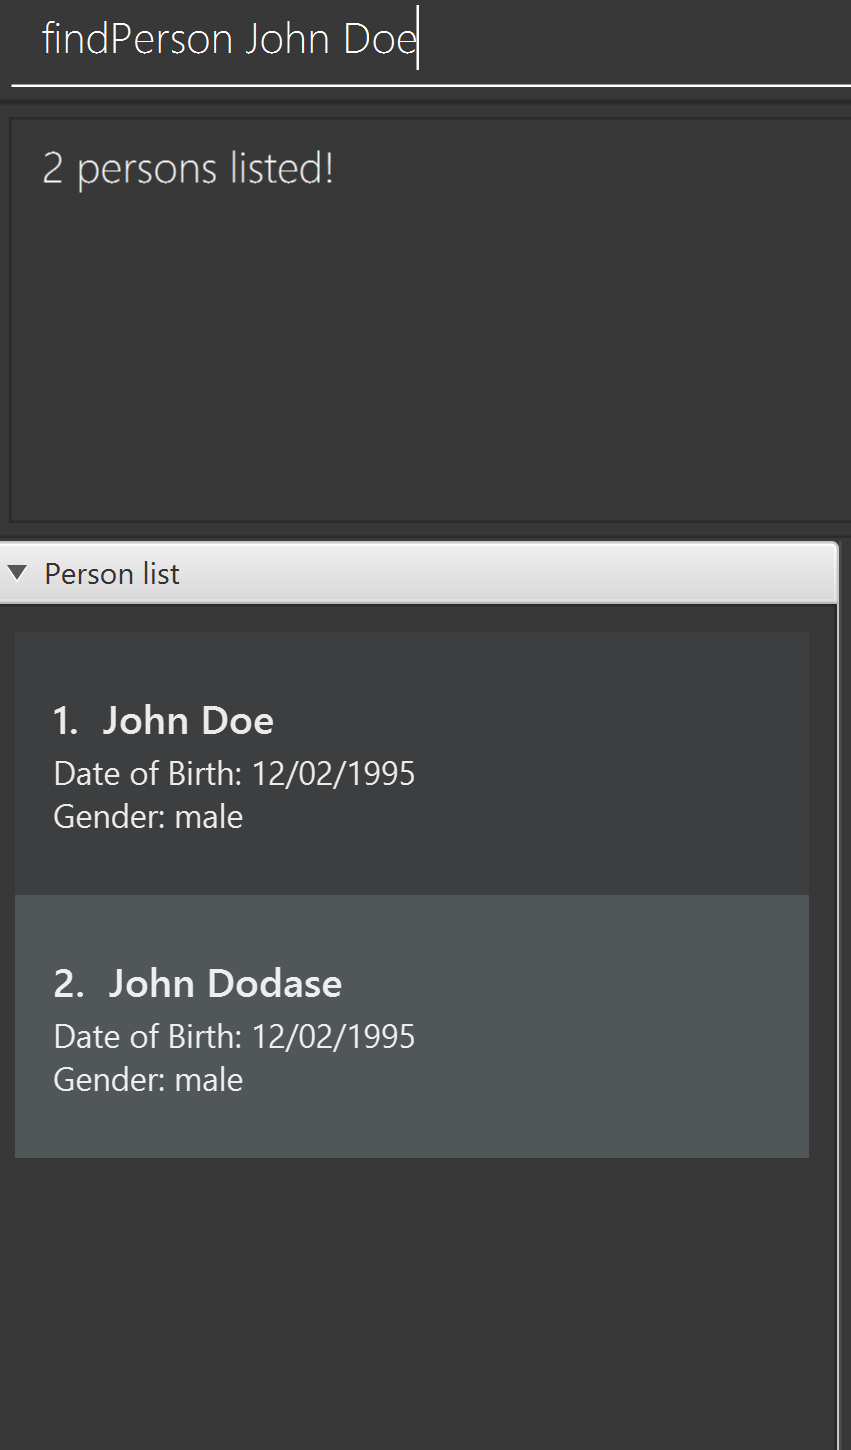 findPerson John Doe
2 persons listed!
Person list
1. John Doe
Date of Birth: 12/02/1995
Gender: male
2. John Dodase
Date of Birth: 12/02/1995
Gender: male